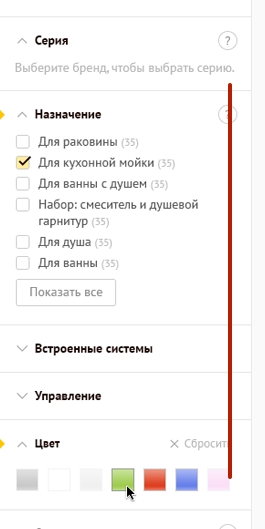 Серия ?
Выберите бренд, чтобы выбрать серию.
Назначение ?
Для раковины (35)
Для кухонной мойки (35)
Для ванны с душем (35)
Набор: смеситель и душевой
гарнитур (35)
Для душа (35)
Для ванны (35)
Показать все
Встроенные системы
Управление
Цвет × Сбросить